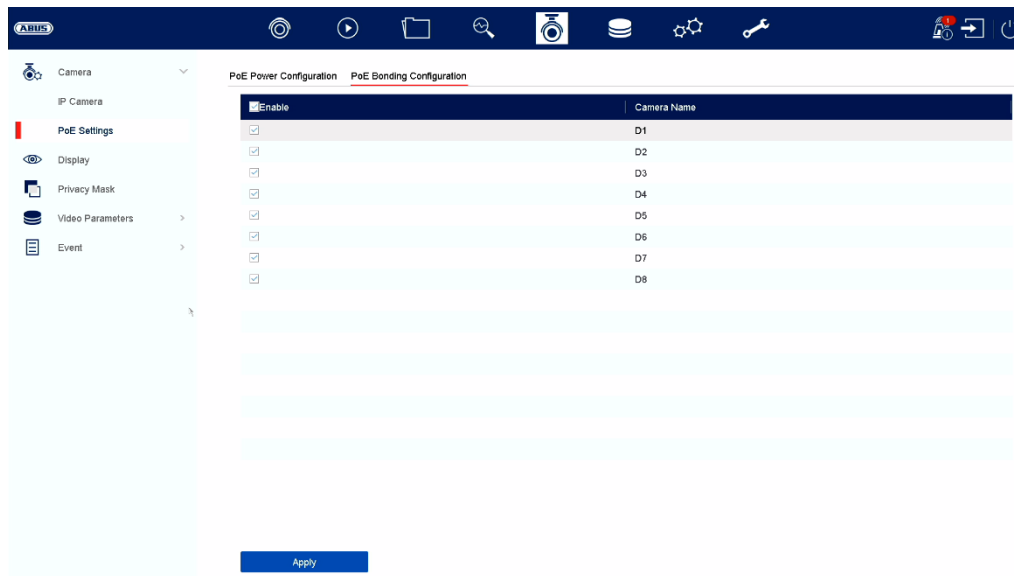 ABUS
1
Camera
IP Camera
PoE Settings
Display
Privacy Mask
Video Parameters
Event
PoE Power Configuration PoE Bonding Configuration
Enable Camera Name
D1
D2
D3
D4
D5
D6
D7
D8
Apply